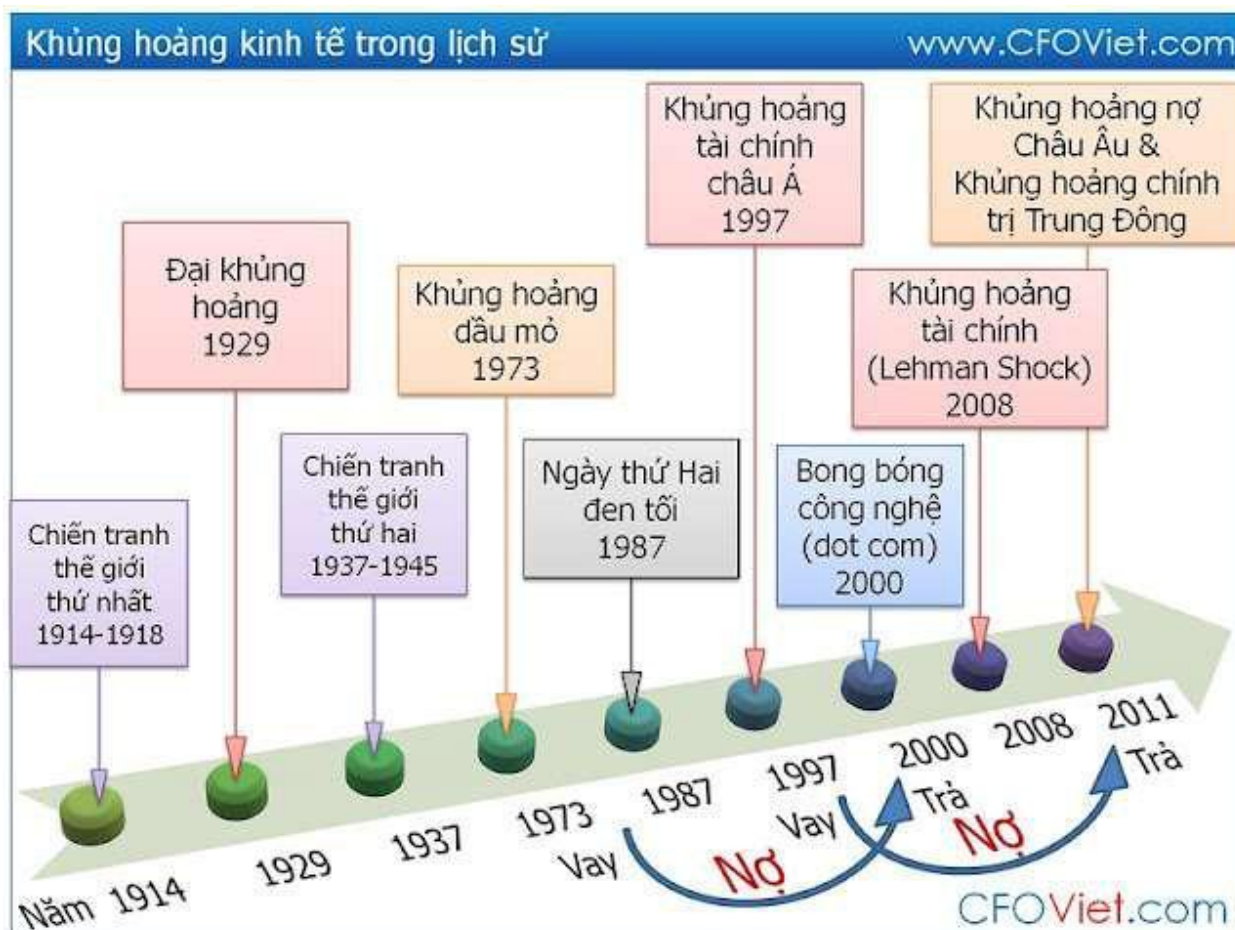 Khủng hoảng kinh tế trong lịch sử
www.CFOViet.com
Chiến tranh
thế giới
thứ nhất
1914-1918
Đại khủng
hoảng
1929
Chiến tranh
thế giới
thứ hai
1937-1945
Khủng hoảng
dầu mỏ
1973
Ngày thứ Hai
đen tối
1987
Khủng hoảng
tài chính
châu Á
1997
Bong bóng
công nghệ
(dot com)
2000
Khủng hoảng
tài chính
(Lehman Shock)
2008
Khủng hoảng nợ
Châu Âu &
Khủng hoảng chính
trị Trung Đông
Năm 1914 1929 1937 1973 1987 1997 2000 2008 2011
Vay Nợ Trả
Vay Nợ Trả
CFOViet.com